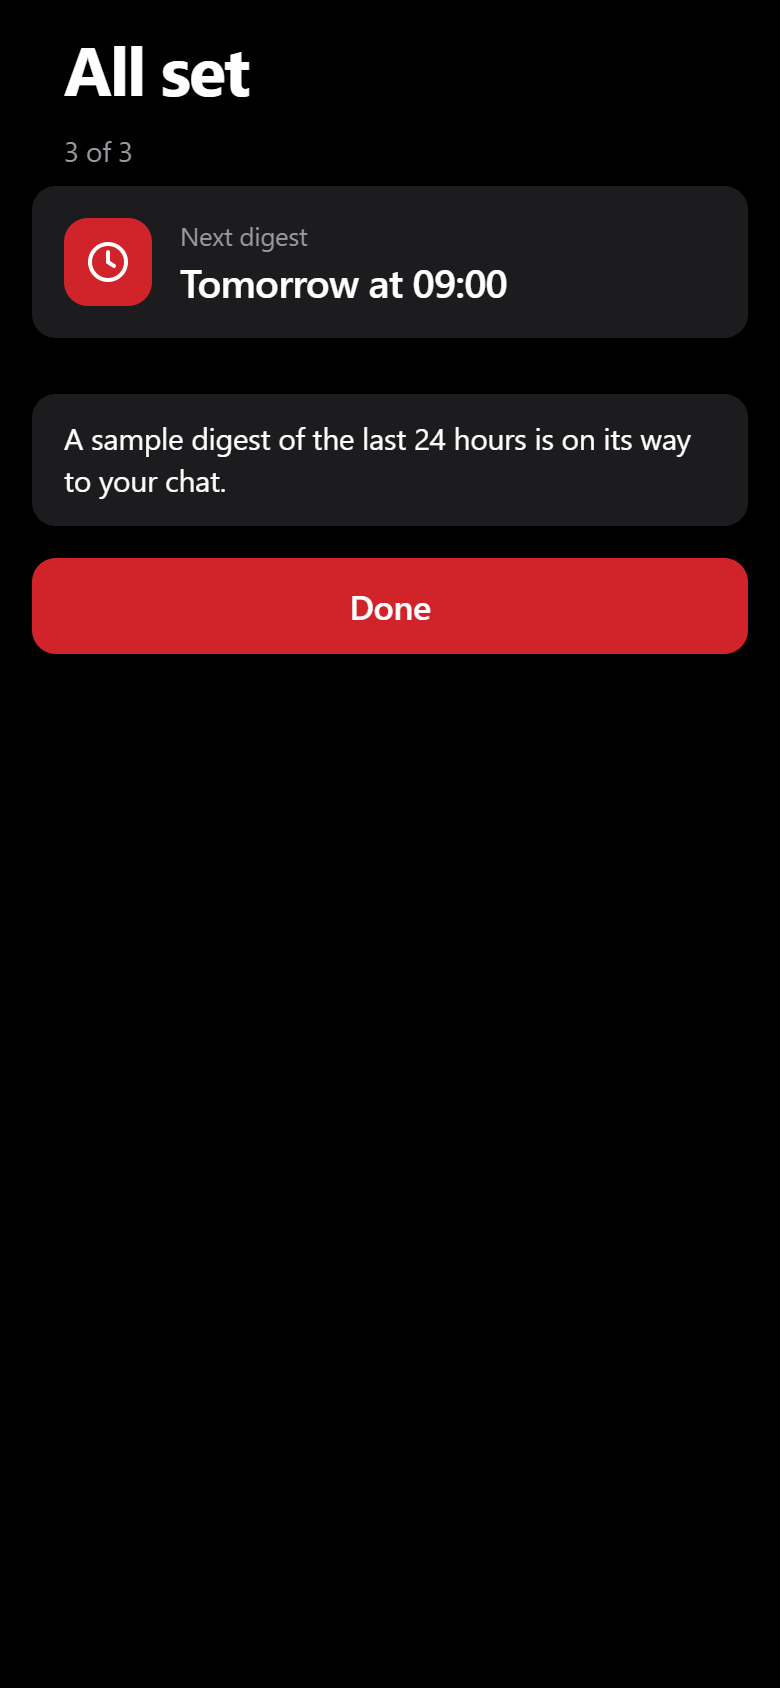 All set
3 of 3
Next digest
Tomorrow at 09:00
A sample digest of the last 24 hours is on its way
to your chat.
Done